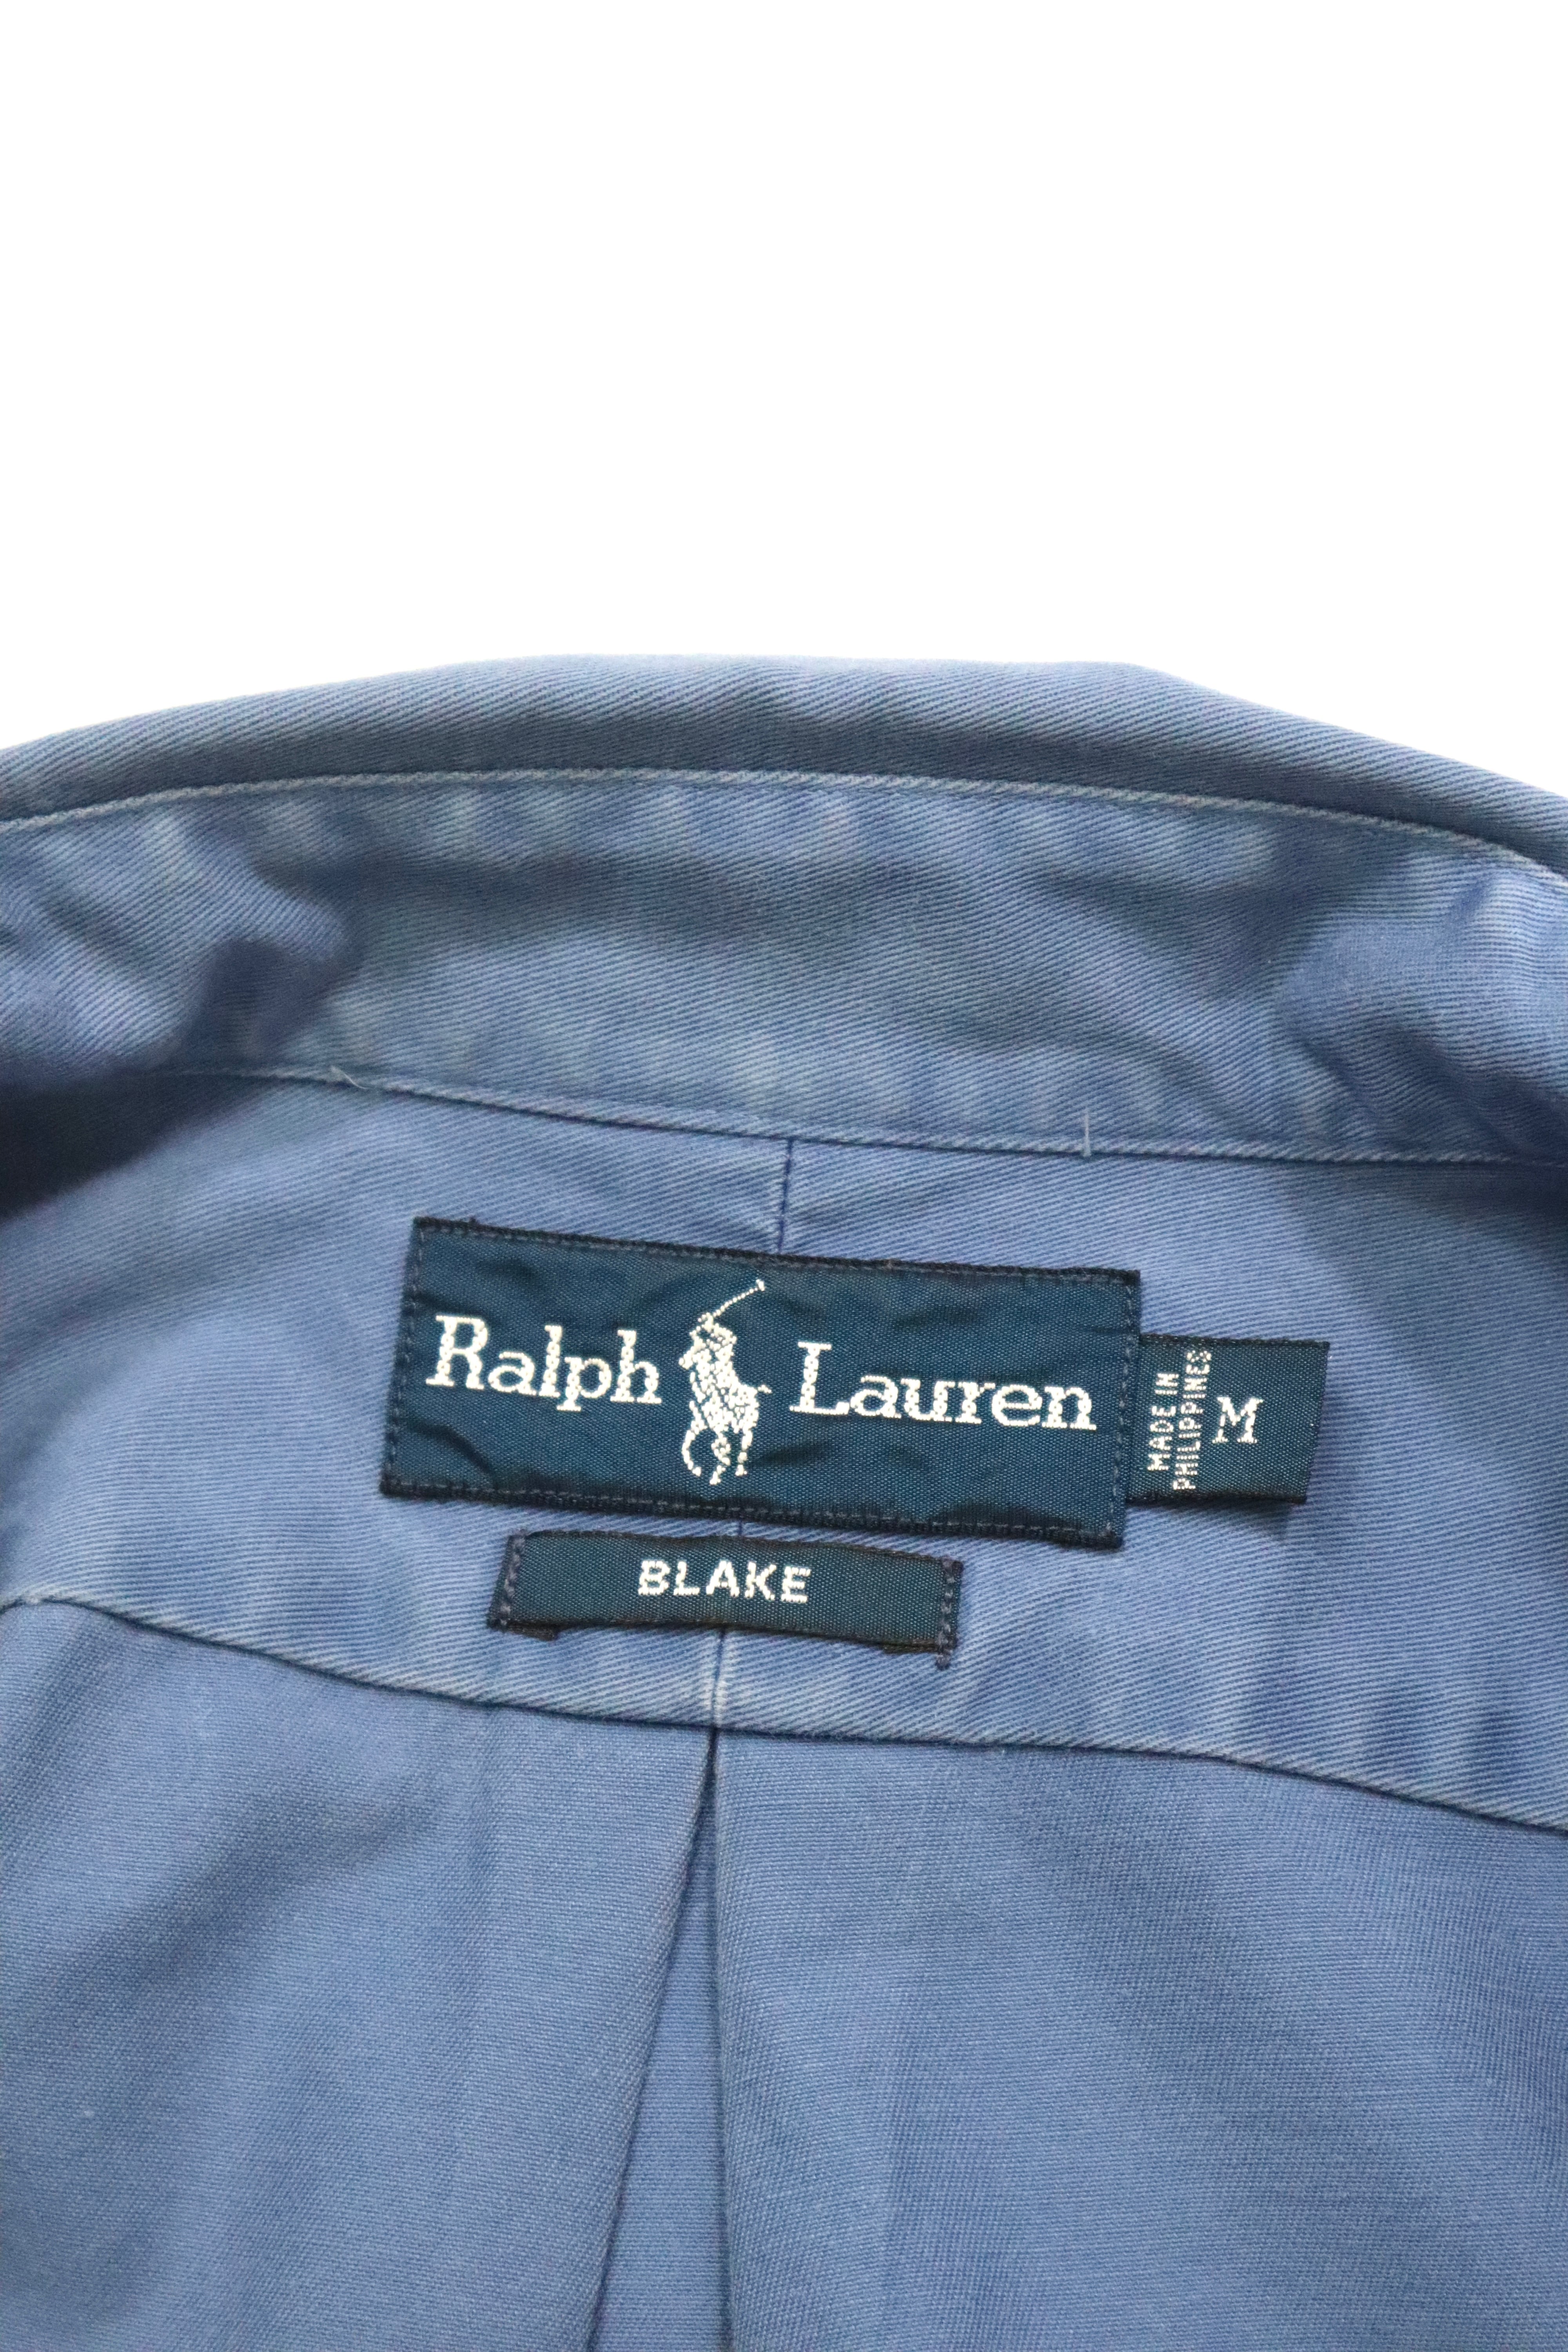 Ralph Lauren
MADE IN
PHILIPPINES
M
BLAKE